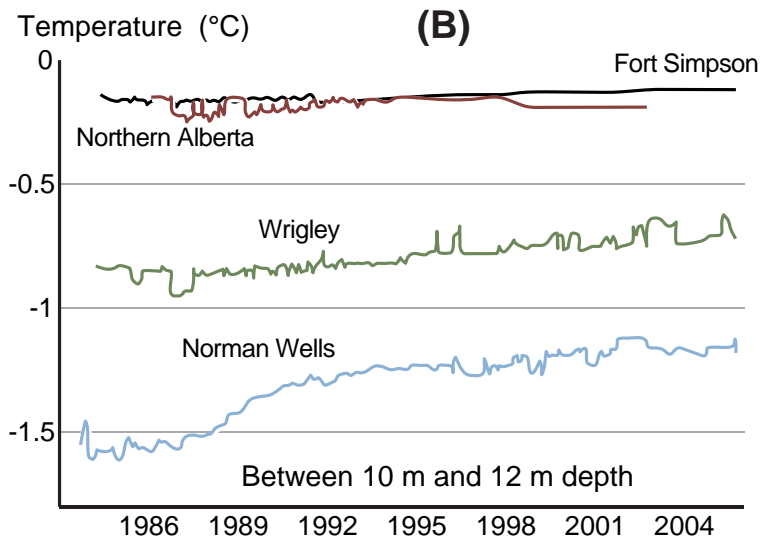 Temperature (°C)
(B)
0
Fort Simpson
Northern Alberta
-0.5
Wrigley
-1
Norman Wells
-1.5
Between 10 m and 12 m depth
1986 1989 1992 1995 1998 2001 2004